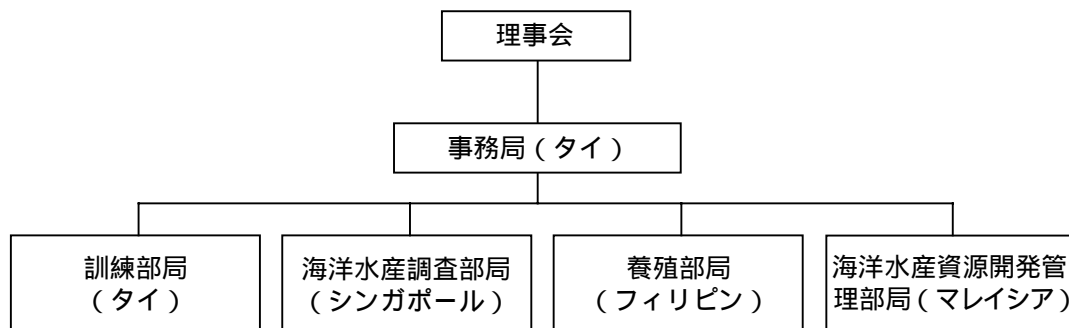 理事会
事務局(タイ)
訓練部局
(タイ)
海洋水産調査部局
(シンガポール)
養殖部局
(フィリピン)
海洋水産資源開発管
理部局(マレイシア)